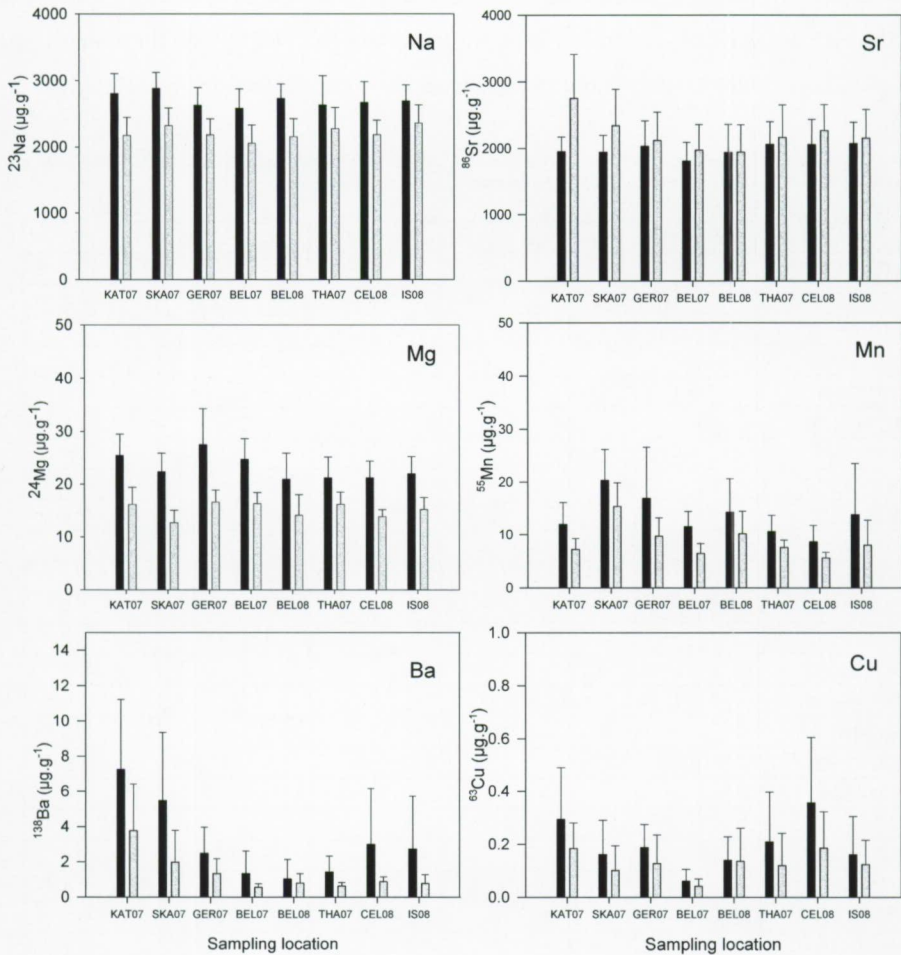 Na
²³Na (µg.g⁻¹)
4000
3000
2000
1000
0
KAT07 SKA07 GER07 BEL07 BEL08 THA07 CEL08 IS08
Sr
⁸⁶Sr (µg.g⁻¹)
4000
3000
2000
1000
0
KAT07 SKA07 GER07 BEL07 BEL08 THA07 CEL08 IS08
Mg
²⁴Mg (µg.g⁻¹)
50
40
30
20
10
0
KAT07 SKA07 GER07 BEL07 BEL08 THA07 CEL08 IS08
Mn
⁵⁵Mn (µg.g⁻¹)
50
40
30
20
10
0
KAT07 SKA07 GER07 BEL07 BEL08 THA07 CEL08 IS08
Ba
¹³⁸Ba (µg.g⁻¹)
14
12
10
8
6
4
2
0
KAT07 SKA07 GER07 BEL07 BEL08 THA07 CEL08 IS08
Sampling location
Cu
⁶³Cu (µg.g⁻¹)
1.0
0.8
0.6
0.4
0.2
0.0
KAT07 SKA07 GER07 BEL07 BEL08 THA07 CEL08 IS08
Sampling location